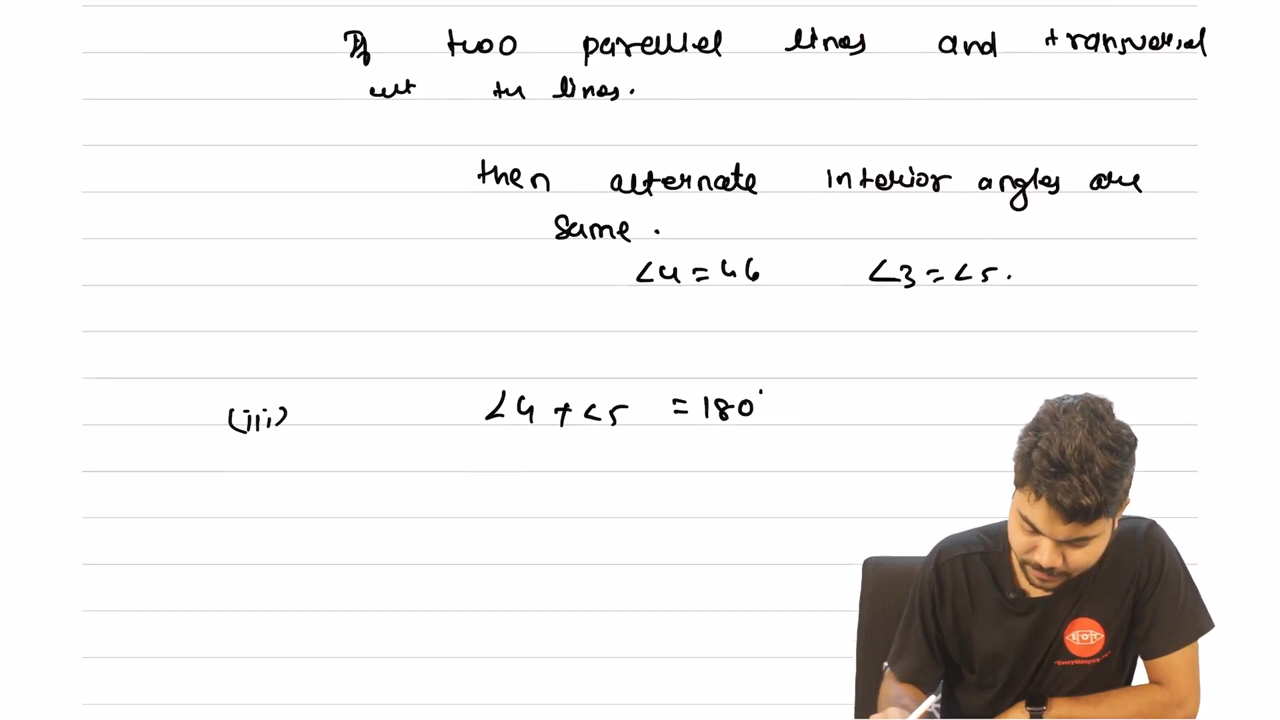 If two parallel lines and transversal
cut the lines.
then alternate interior angles are
same.
∠4 = ∠6 ∠3 = ∠5.
(iii) ∠4 + ∠5 = 180°
EOT